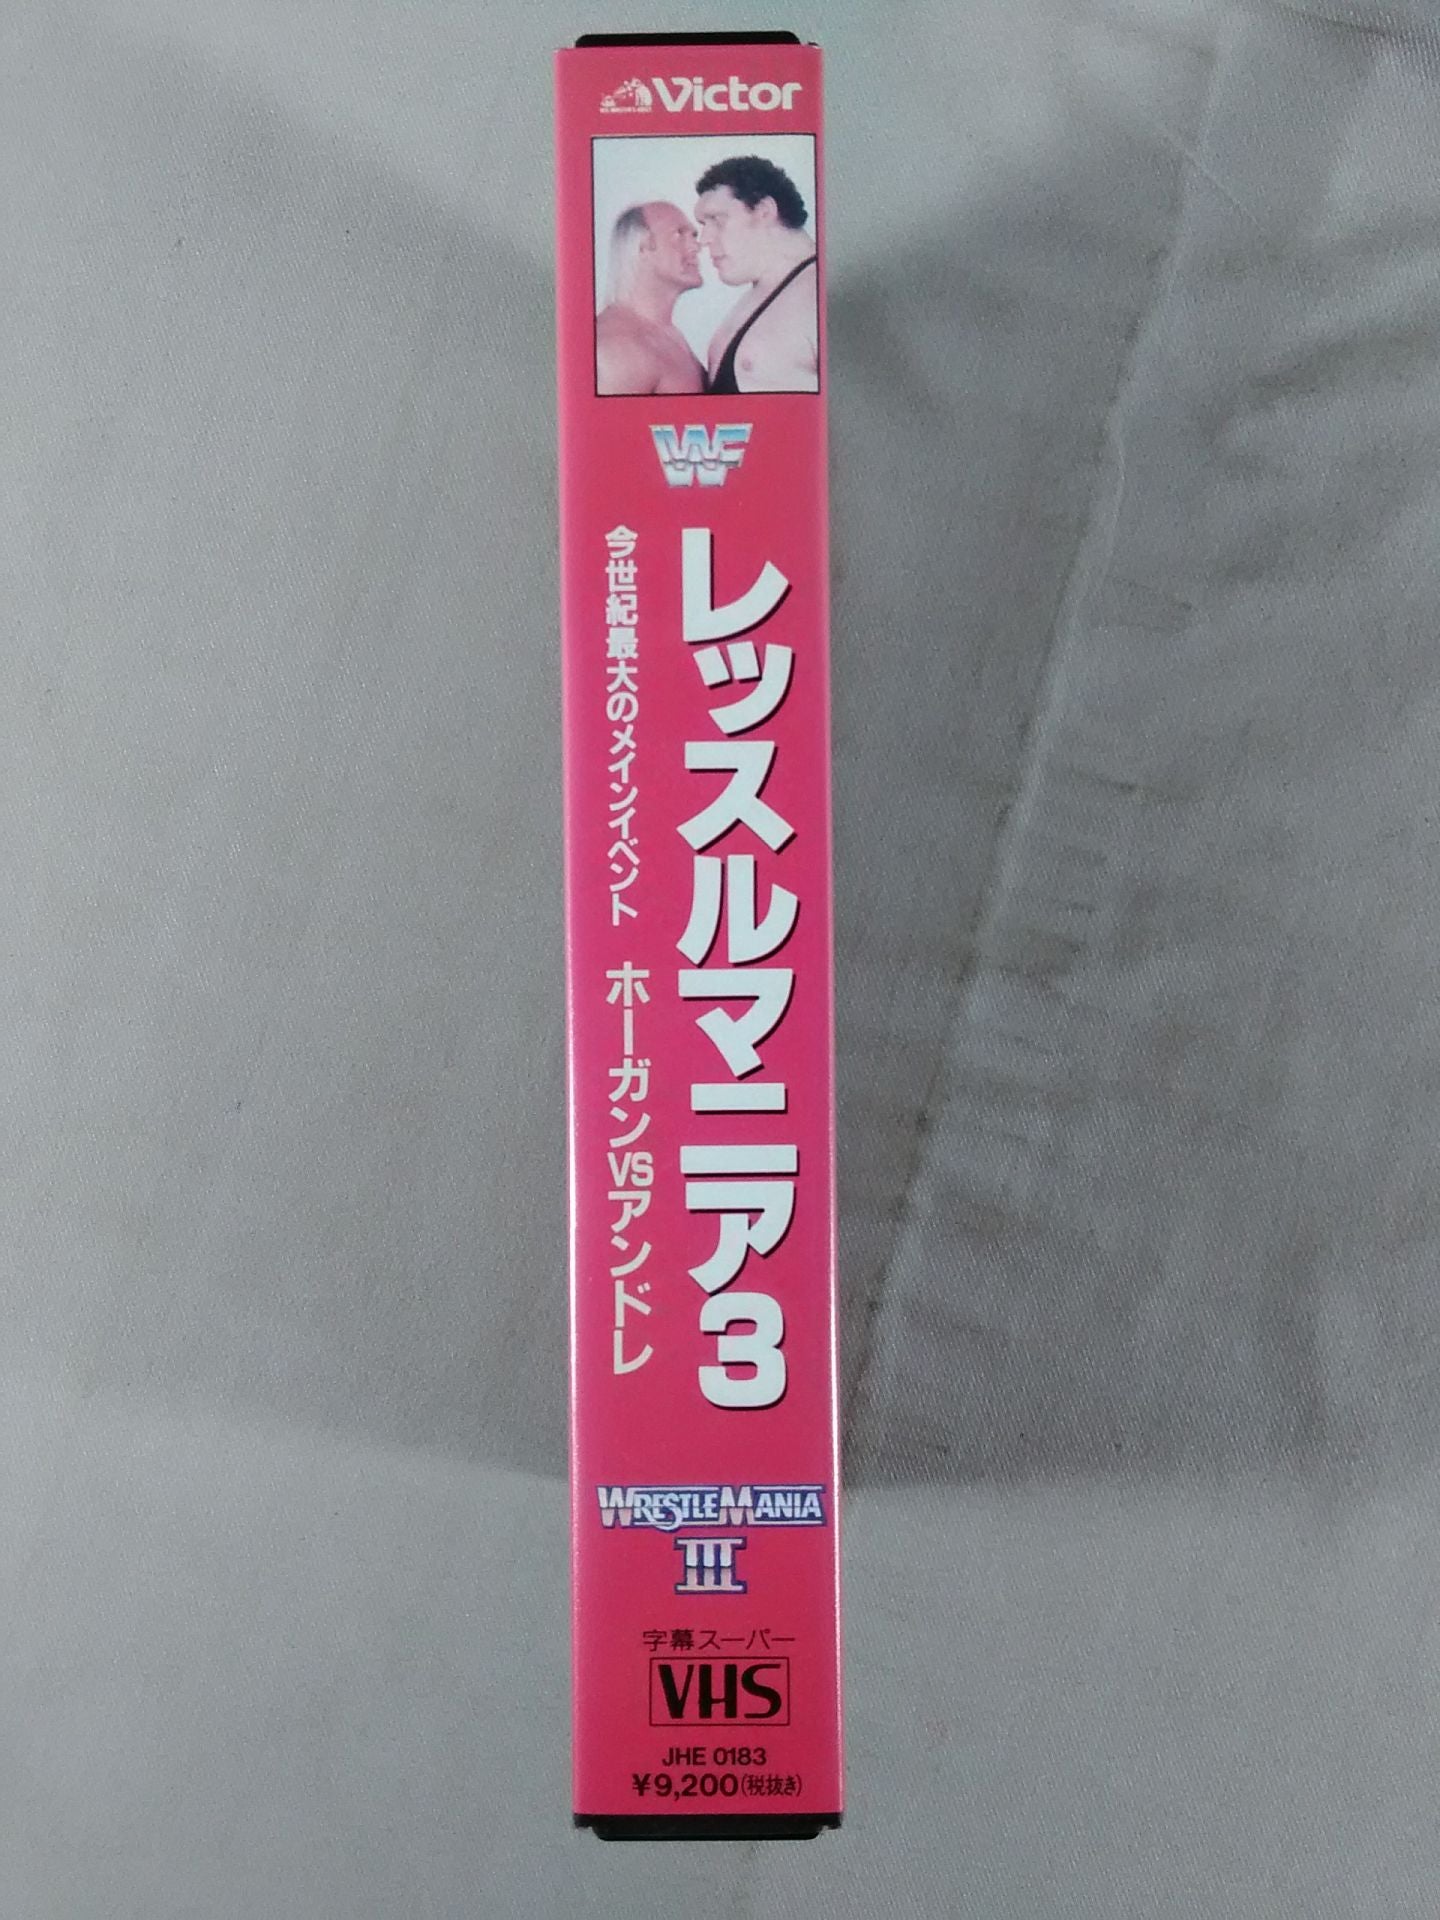 Victor
WF
レッスルマニア3
今世紀最大のメインイベント ホーガンVSアンドレ
WRESTLEMANIA
III
字幕スーパー
VHS
JHE 0183
¥9,200(税抜き)